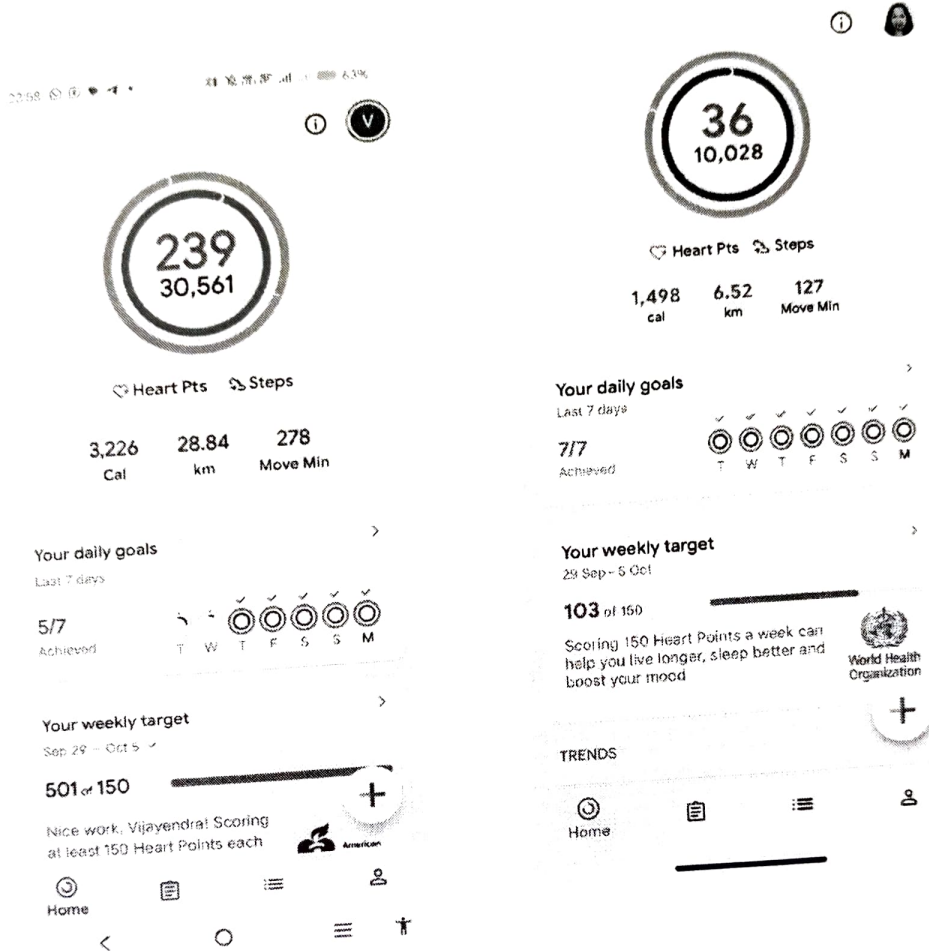 22:58
63%
V
239
30,561
Heart Pts Steps
3,226 28.84 278
Cal km Move Min
Your daily goals
Last 7 days
5/7
Achieved
T W T F S S M
Your weekly target
Sep 29 - Oct 5
501 of 150
Nice work, Vijayendra! Scoring
at least 150 Heart Points each
American
Home
36
10,028
Heart Pts Steps
1,498 6.52 127
cal km Move Min
Your daily goals
Last 7 days
7/7
Achieved
T W T F S S M
Your weekly target
29 Sep - 5 Oct
103 of 150
Scoring 150 Heart Points a week can
help you live longer, sleep better and
boost your mood
World Health
Organization
TRENDS
Home